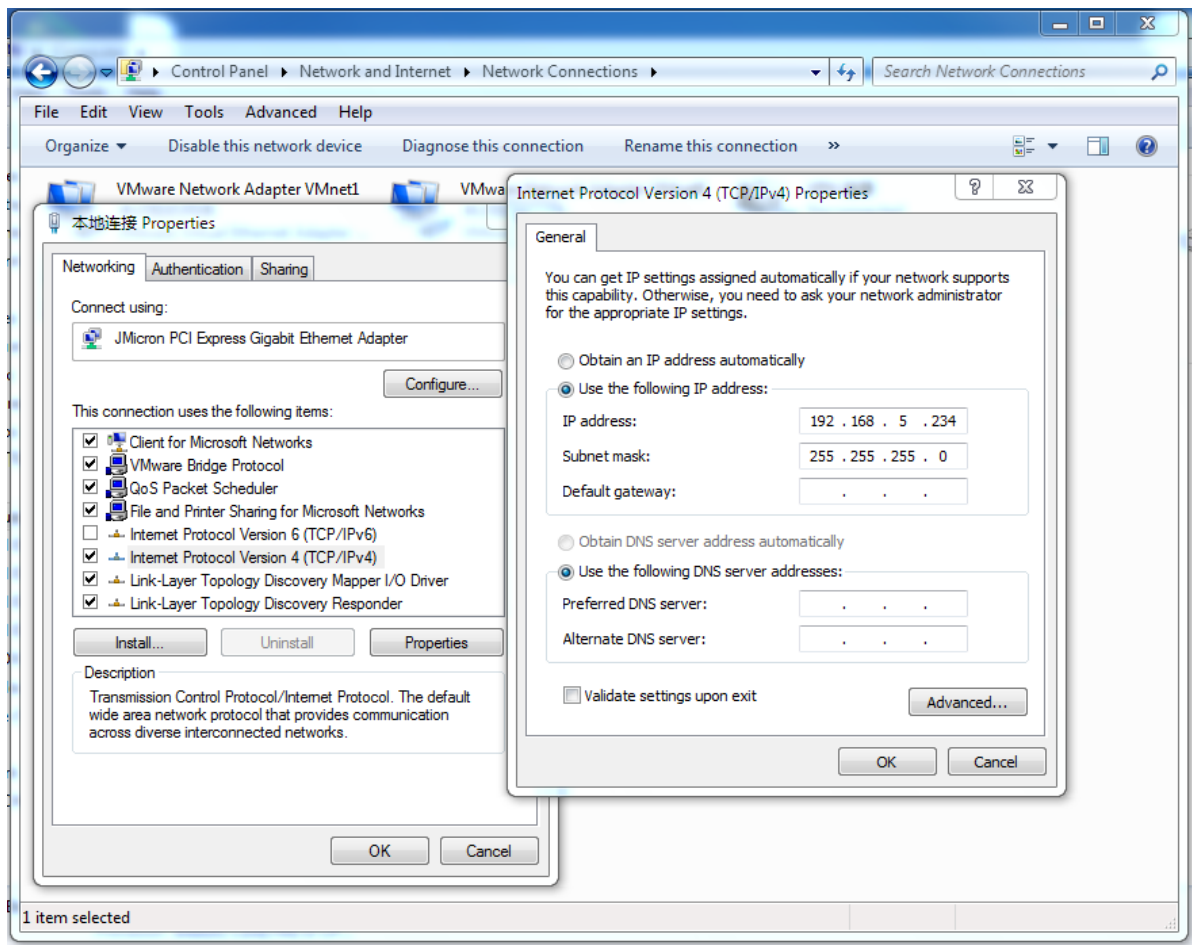 Control Panel ▸ Network and Internet ▸ Network Connections ▸
Search Network Connections
File Edit View Tools Advanced Help
Organize Disable this network device Diagnose this connection Rename this connection »
VMware Network Adapter VMnet1
本地连接 Properties
Networking Authentication Sharing
Connect using:
JMicron PCI Express Gigabit Ethernet Adapter
Configure...
This connection uses the following items:
Client for Microsoft Networks
VMware Bridge Protocol
QoS Packet Scheduler
File and Printer Sharing for Microsoft Networks
Internet Protocol Version 6 (TCP/IPv6)
Internet Protocol Version 4 (TCP/IPv4)
Link-Layer Topology Discovery Mapper I/O Driver
Link-Layer Topology Discovery Responder
Install... Uninstall Properties
Description
Transmission Control Protocol/Internet Protocol. The default
wide area network protocol that provides communication
across diverse interconnected networks.
OK Cancel
Internet Protocol Version 4 (TCP/IPv4) Properties
General
You can get IP settings assigned automatically if your network supports
this capability. Otherwise, you need to ask your network administrator
for the appropriate IP settings.
Obtain an IP address automatically
Use the following IP address:
IP address: 192 . 168 . 5 . 234
Subnet mask: 255 . 255 . 255 . 0
Default gateway: . . .
Obtain DNS server address automatically
Use the following DNS server addresses:
Preferred DNS server: . . .
Alternate DNS server: . . .
Validate settings upon exit
Advanced...
OK Cancel
1 item selected